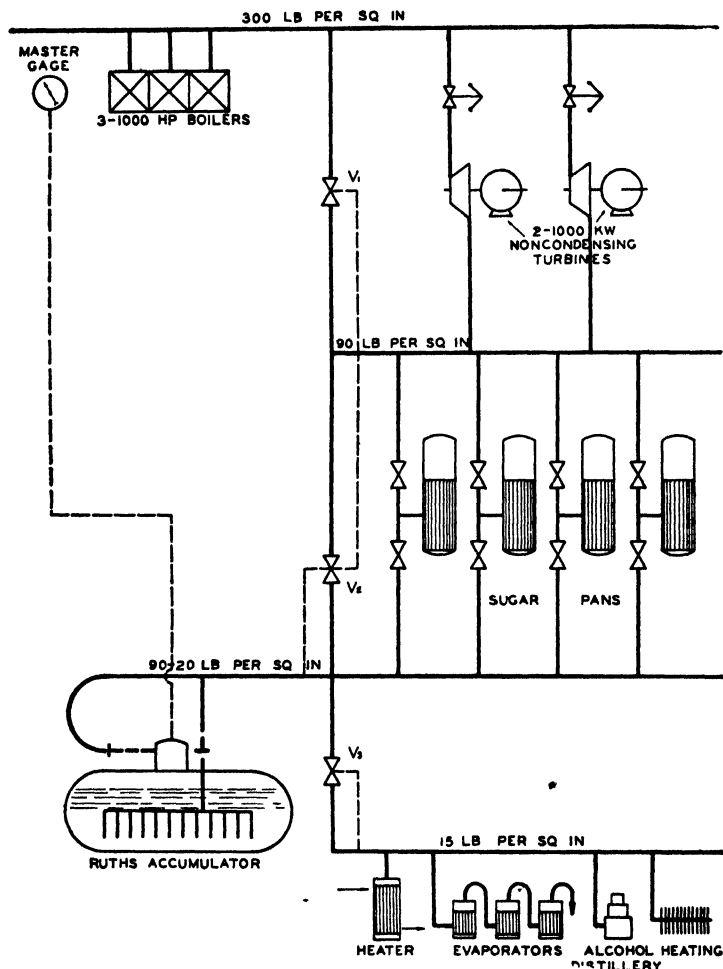 300 LB PER SQ IN
MASTER
GAGE
3-1000 HP BOILERS
V1
2-1000 KW
NONCONDENSING
TURBINES
90 LB PER SQ IN
V2
SUGAR PANS
90-20 LB PER SQ IN
V3
RUTHS ACCUMULATOR
15 LB PER SQ IN
HEATER EVAPORATORS ALCOHOL HEATING
DISTILLERY